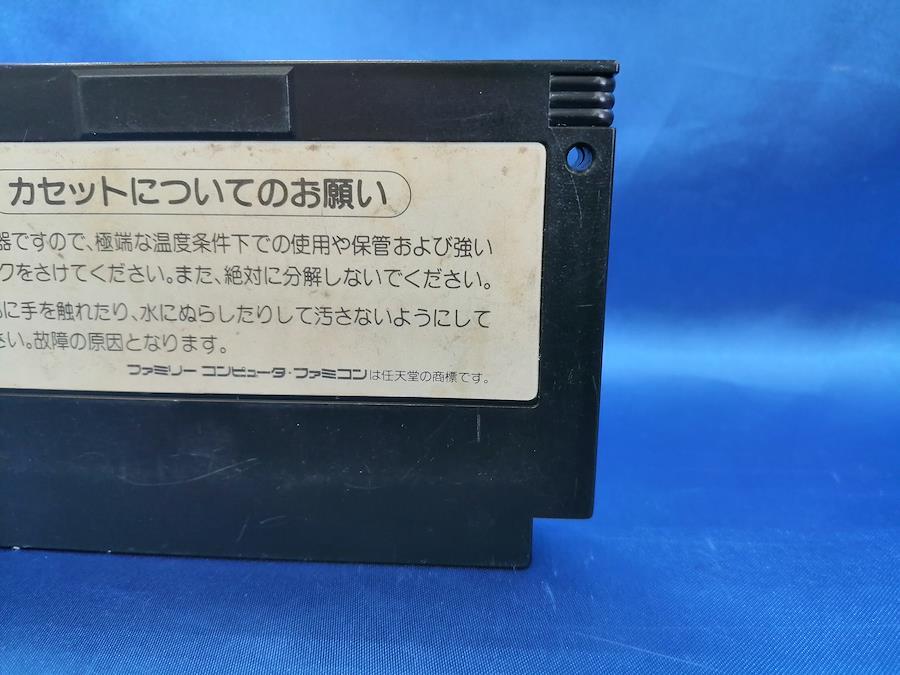 カセットについてのお願い
器ですので、極端な温度条件下での使用や保管および強い
クをさけてください。また、絶対に分解しないでください。
に手を触れたり、水にぬらしたりして汚さないようにして
さい。故障の原因となります。
ファミリー コンピュータ・ファミコンは任天堂の商標です。